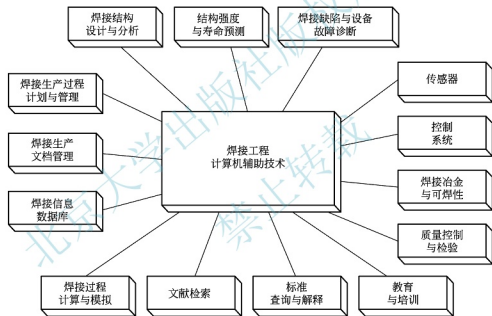 焊接结构
设计与分析
结构强度
与寿命预测
焊接缺陷与设备
故障诊断
焊接生产过程
计划与管理
传感器
焊接工程
计算机辅助技术
控制
系统
焊接生产
文档管理
焊接冶金
与可焊性
焊接信息
数据库
质量控制
与检验
焊接过程
计算与模拟
文献检索
标准
查询与解释
教育
与培训
北京大学出版社版权
禁止转载